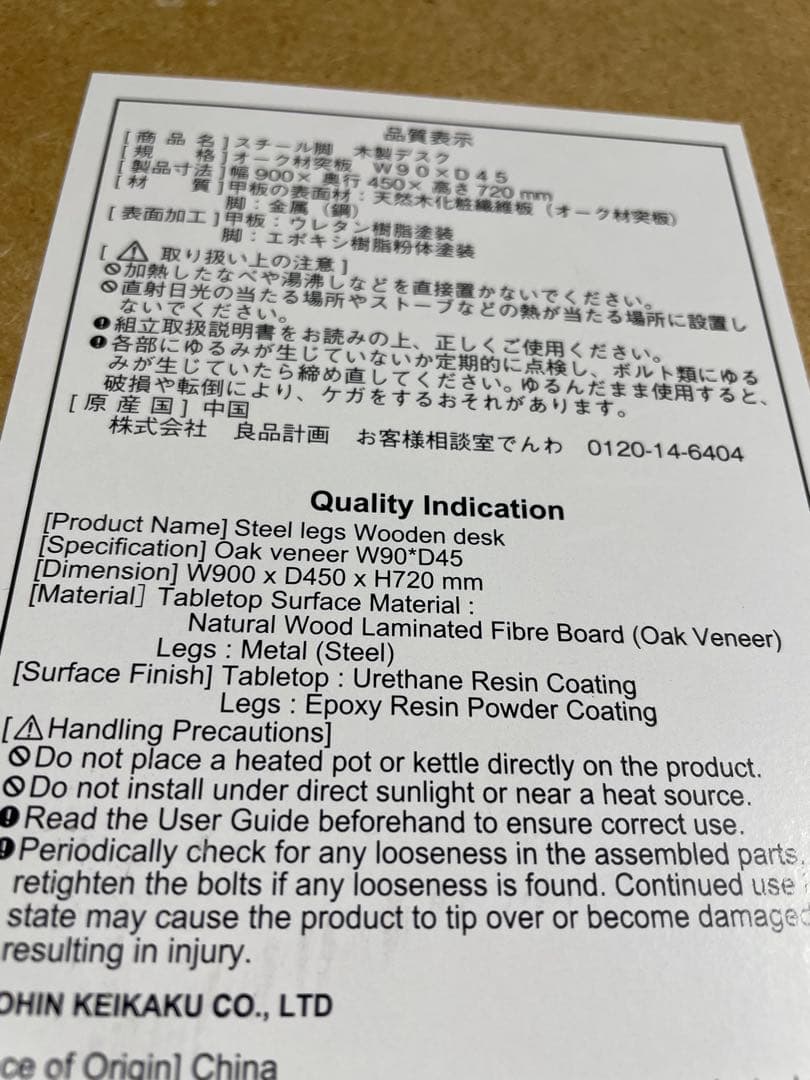 品質表示
[商品名]スチール脚 木製デスク
[規 格]オーク材突板 W90×D45
[製品寸法]幅900×奥行450×高さ720mm
[材 質]甲板の表面材:天然木化粧繊維板(オーク材突板)
脚:金属(鋼)
[表面加工]甲板:ウレタン樹脂塗装
脚:エポキシ樹脂粉体塗装
[⚠ 取り扱い上の注意]
🚫加熱したなべや湯沸しなどを直接置かないでください。
🚫直射日光の当たる場所やストーブなどの熱が当たる場所に設置し
ないでください。
❗組立取扱説明書をお読みの上、正しくご使用ください。
❗各部にゆるみが生じていないか定期的に点検し、ボルト類にゆる
みが生じていたら締め直してください。ゆるんだまま使用すると、
破損や転倒により、ケガをするおそれがあります。
[原産国]中国
株式会社 良品計画 お客様相談室でんわ 0120-14-6404
Quality Indication
[Product Name] Steel legs Wooden desk
[Specification] Oak veneer W90*D45
[Dimension] W900 x D450 x H720 mm
[Material] Tabletop Surface Material :
Natural Wood Laminated Fibre Board (Oak Veneer)
Legs : Metal (Steel)
[Surface Finish] Tabletop : Urethane Resin Coating
Legs : Epoxy Resin Powder Coating
[⚠Handling Precautions]
🚫Do not place a heated pot or kettle directly on the product.
🚫Do not install under direct sunlight or near a heat source.
❗Read the User Guide beforehand to ensure correct use.
❗Periodically check for any looseness in the assembled parts,
retighten the bolts if any looseness is found. Continued use
state may cause the product to tip over or become damaged
resulting in injury.
OHIN KEIKAKU CO., LTD
ce of Origin] China